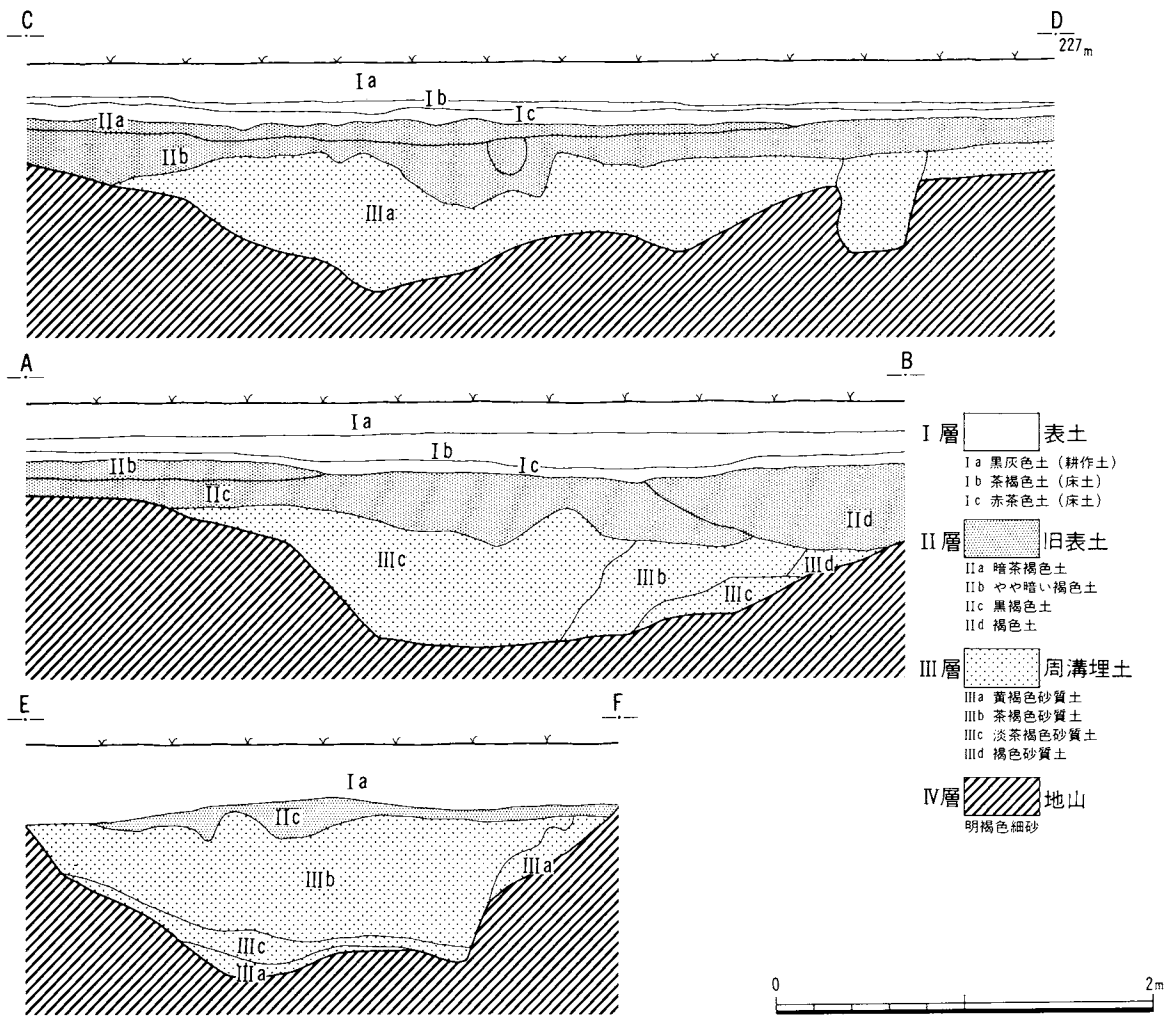 C D
227m
Ia
Ib
Ic
IIa
IIb
IIIa
A B
Ia
Ib
Ic
IIb
IIc
IId
IIIc
IIIb
IIIc
IIId
E F
Ia
IIc
IIIb
IIIa
IIIc
IIIa
I層 表土
Ia 黒灰色土(耕作土)
Ib 茶褐色土(床土)
Ic 赤茶色土(床土)
II層 旧表土
IIa 暗茶褐色土
IIb やや暗い褐色土
IIc 黒褐色土
IId 褐色土
III層 周溝埋土
IIIa 黄褐色砂質土
IIIb 茶褐色砂質土
IIIc 淡茶褐色砂質土
IIId 褐色砂質土
IV層 地山
明褐色細砂
0 2m